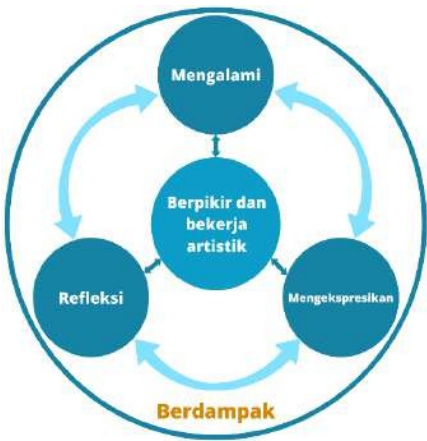 Mengalami
Berpikir dan
bekerja
artistik
Refleksi
Mengekspresikan
Berdampak